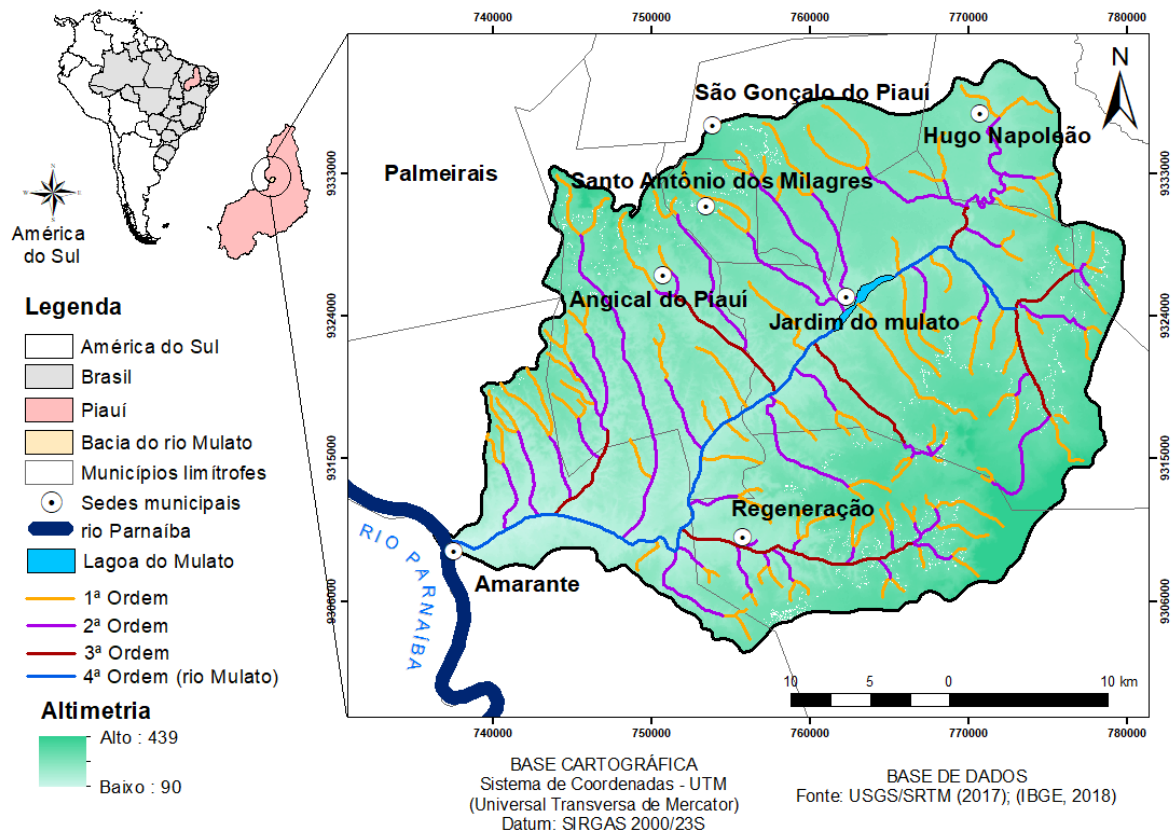 740000 750000 760000 770000 780000
N
São Gonçalo do Piauí
Hugo Napoleão
Palmeirais
Santo Antônio dos Milagres
Angical do Piauí
Jardim do mulato
Regeneração
Amarante
RIO PARNAÍBA
9333000
9324000
9315000
9306000
9333000
9324000
9315000
9306000
10 5 0 10 km
740000 750000 760000 770000 780000
N
W E
S
América
do Sul
Legenda
América do Sul
Brasil
Piauí
Bacia do rio Mulato
Municípios limítrofes
Sedes municipais
rio Parnaíba
Lagoa do Mulato
1ª Ordem
2ª Ordem
3ª Ordem
4ª Ordem (rio Mulato)
Altimetria
Alto : 439
Baixo : 90
BASE CARTOGRÁFICA
Sistema de Coordenadas - UTM
(Universal Transversa de Mercator)
Datum: SIRGAS 2000/23S
BASE DE DADOS
Fonte: USGS/SRTM (2017); (IBGE, 2018)